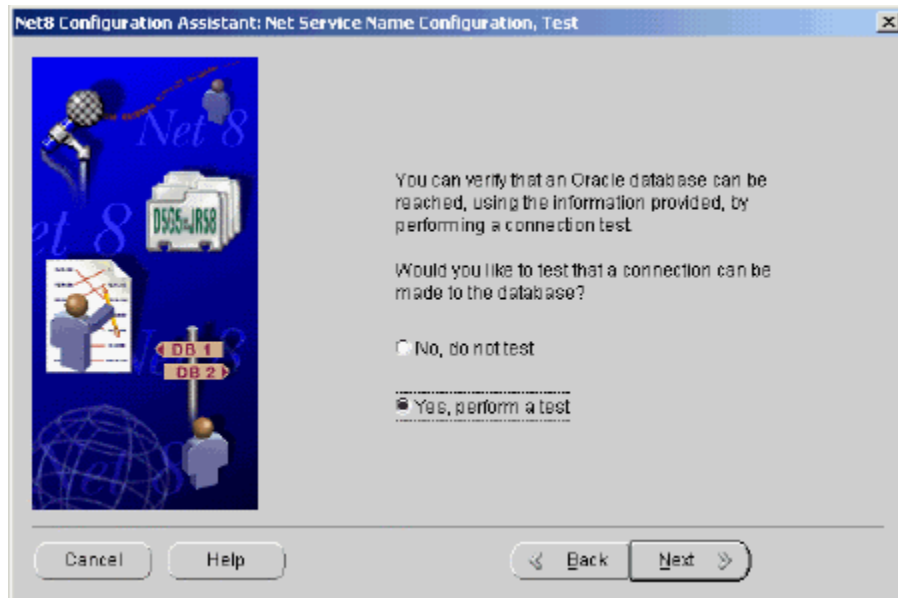 Net8 Configuration Assistant: Net Service Name Configuration, Test
Net 8
et 8
DB 1
DB 2
Net 8
You can verify that an Oracle database can be
reached, using the information provided, by
performing a connection test.
Would you like to test that a connection can be
made to the database?
No, do not test
Yes, perform a test
Cancel
Help
Back
Next